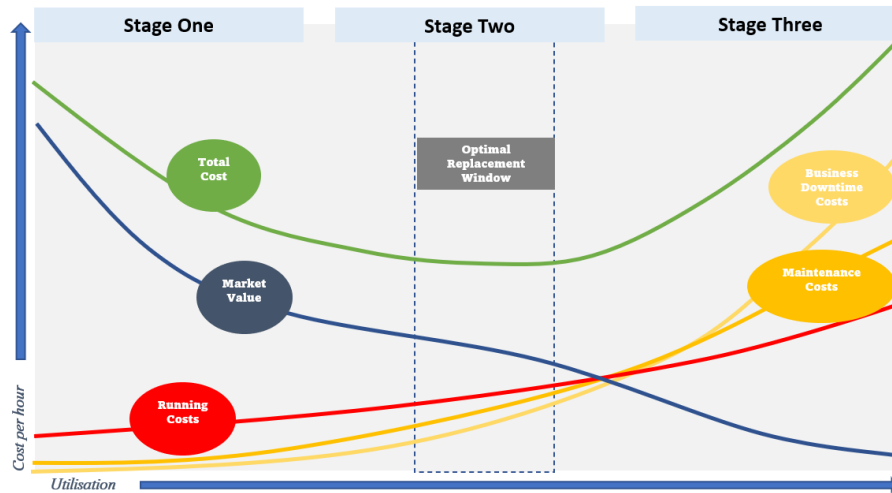 Stage One
Stage Two
Stage Three
Total
Cost
Optimal
Replacement
Window
Business
Downtime
Costs
Market
Value
Maintenance
Costs
Running
Costs
Cost per hour
Utilisation